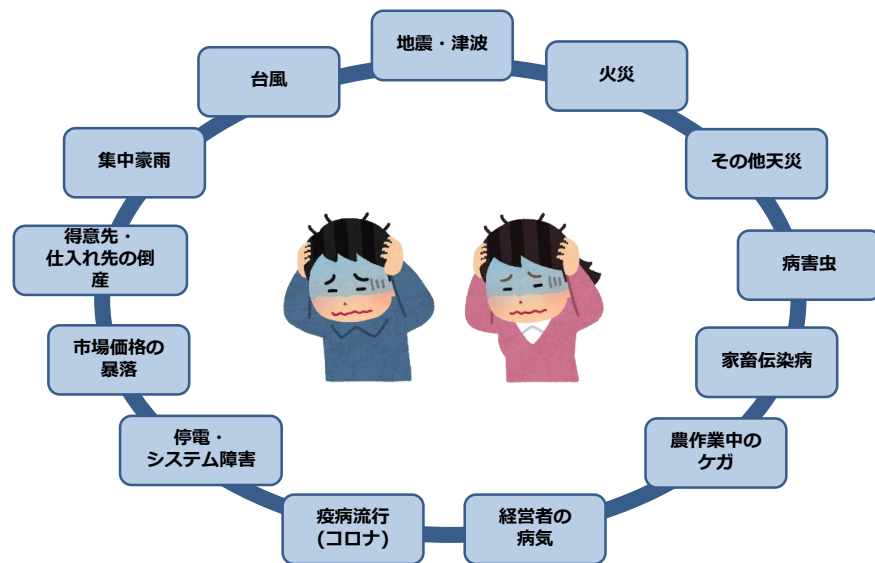 地震・津波
火災
その他天災
病害虫
家畜伝染病
農作業中の
ケガ
経営者の
病気
疫病流行
(コロナ)
停電・
システム障害
市場価格の
暴落
得意先・
仕入れ先の倒
産
集中豪雨
台風